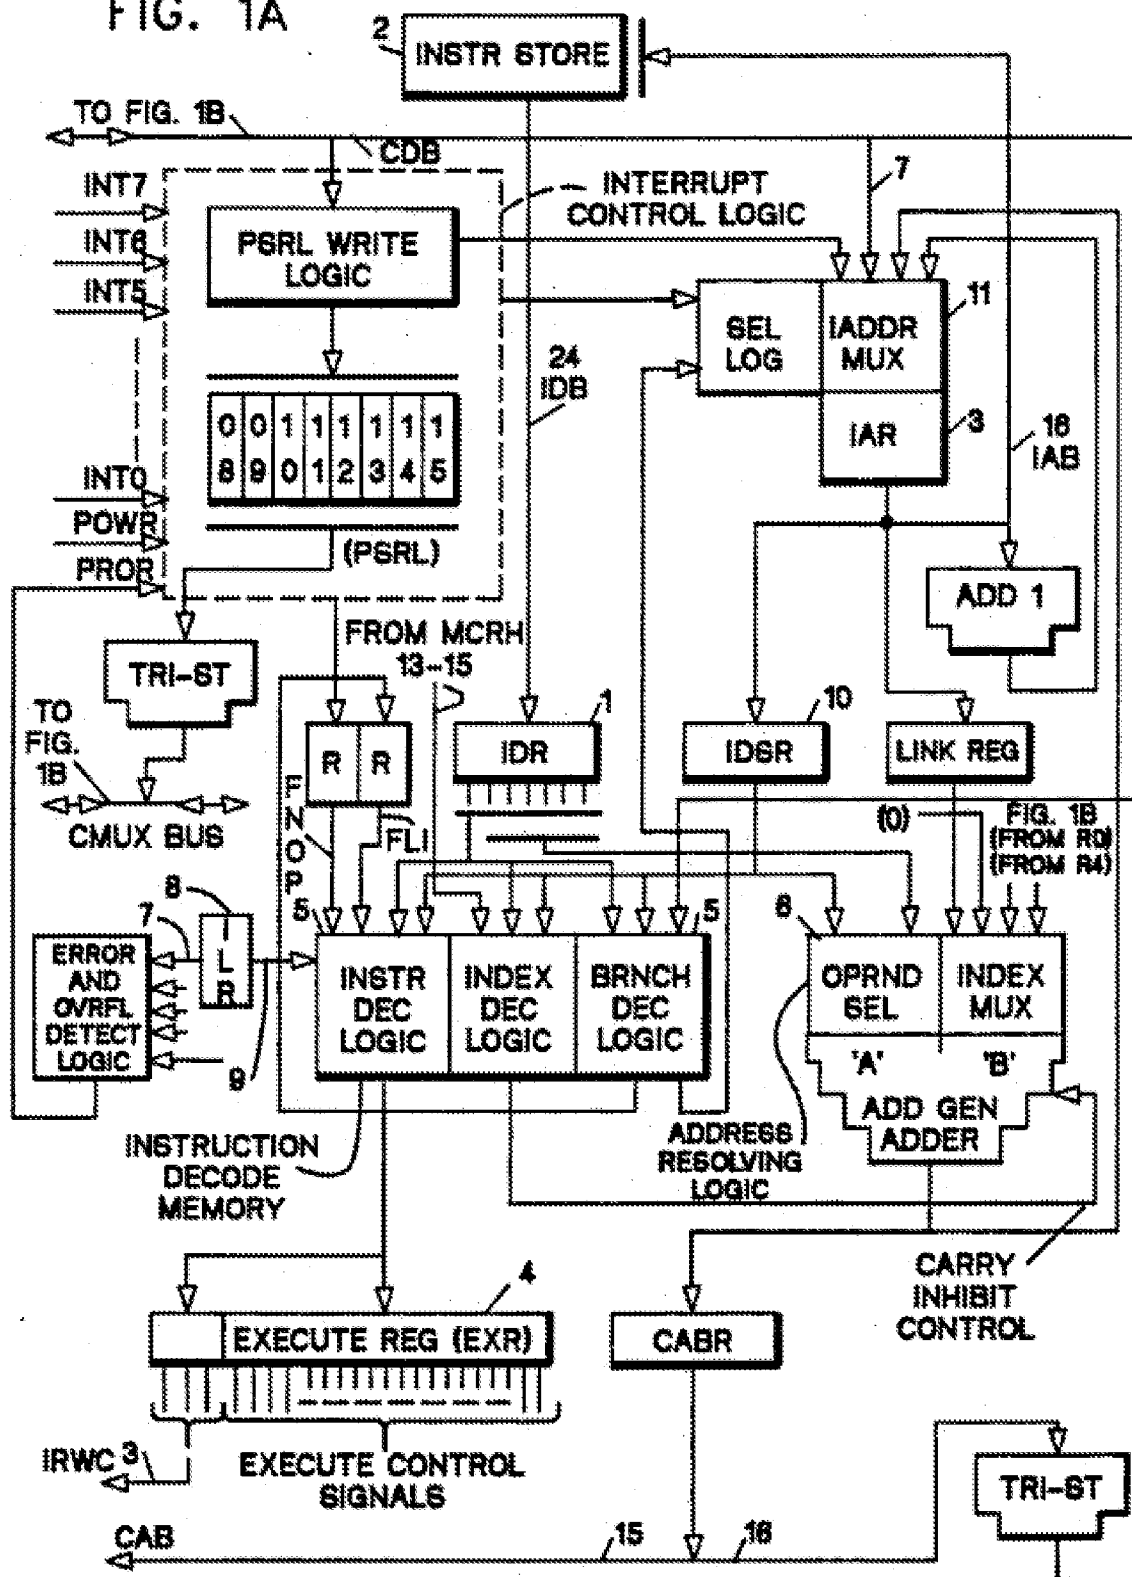 FIG. 1A
2
INSTR STORE
TO FIG. 1B
CDB
7
INT7
INT6
INT5
INTERRUPT
CONTROL LOGIC
PSRL WRITE
LOGIC
11
SEL
LOG
IADDR
MUX
24
IDB
0 0 1 1 1 1 1 1
8 9 0 1 2 3 4 5
IAR
3
16
IAB
INT0
POWR
(PSRL)
PROR
ADD 1
FROM MCRH
13-15
TRI-ST
TO
FIG.
1B
1
10
R R
IDR
IDSR
LINK REG
CMUX BUS
FNOP
FLI
(0)
FIG. 1B
(FROM R0)
(FROM R4)
8
7
5
5
6
ILR
ERROR
AND
OVRFL
DETECT
LOGIC
INSTR
DEC
LOGIC
INDEX
DEC
LOGIC
BRNCH
DEC
LOGIC
OPRND
SEL
INDEX
MUX
9
'A'
'B'
ADD GEN
ADDER
INSTRUCTION
DECODE
MEMORY
ADDRESS
RESOLVING
LOGIC
CARRY
INHIBIT
CONTROL
4
EXECUTE REG (EXR)
CABR
IRWC 3
EXECUTE CONTROL
SIGNALS
TRI-ST
CAB
15
16